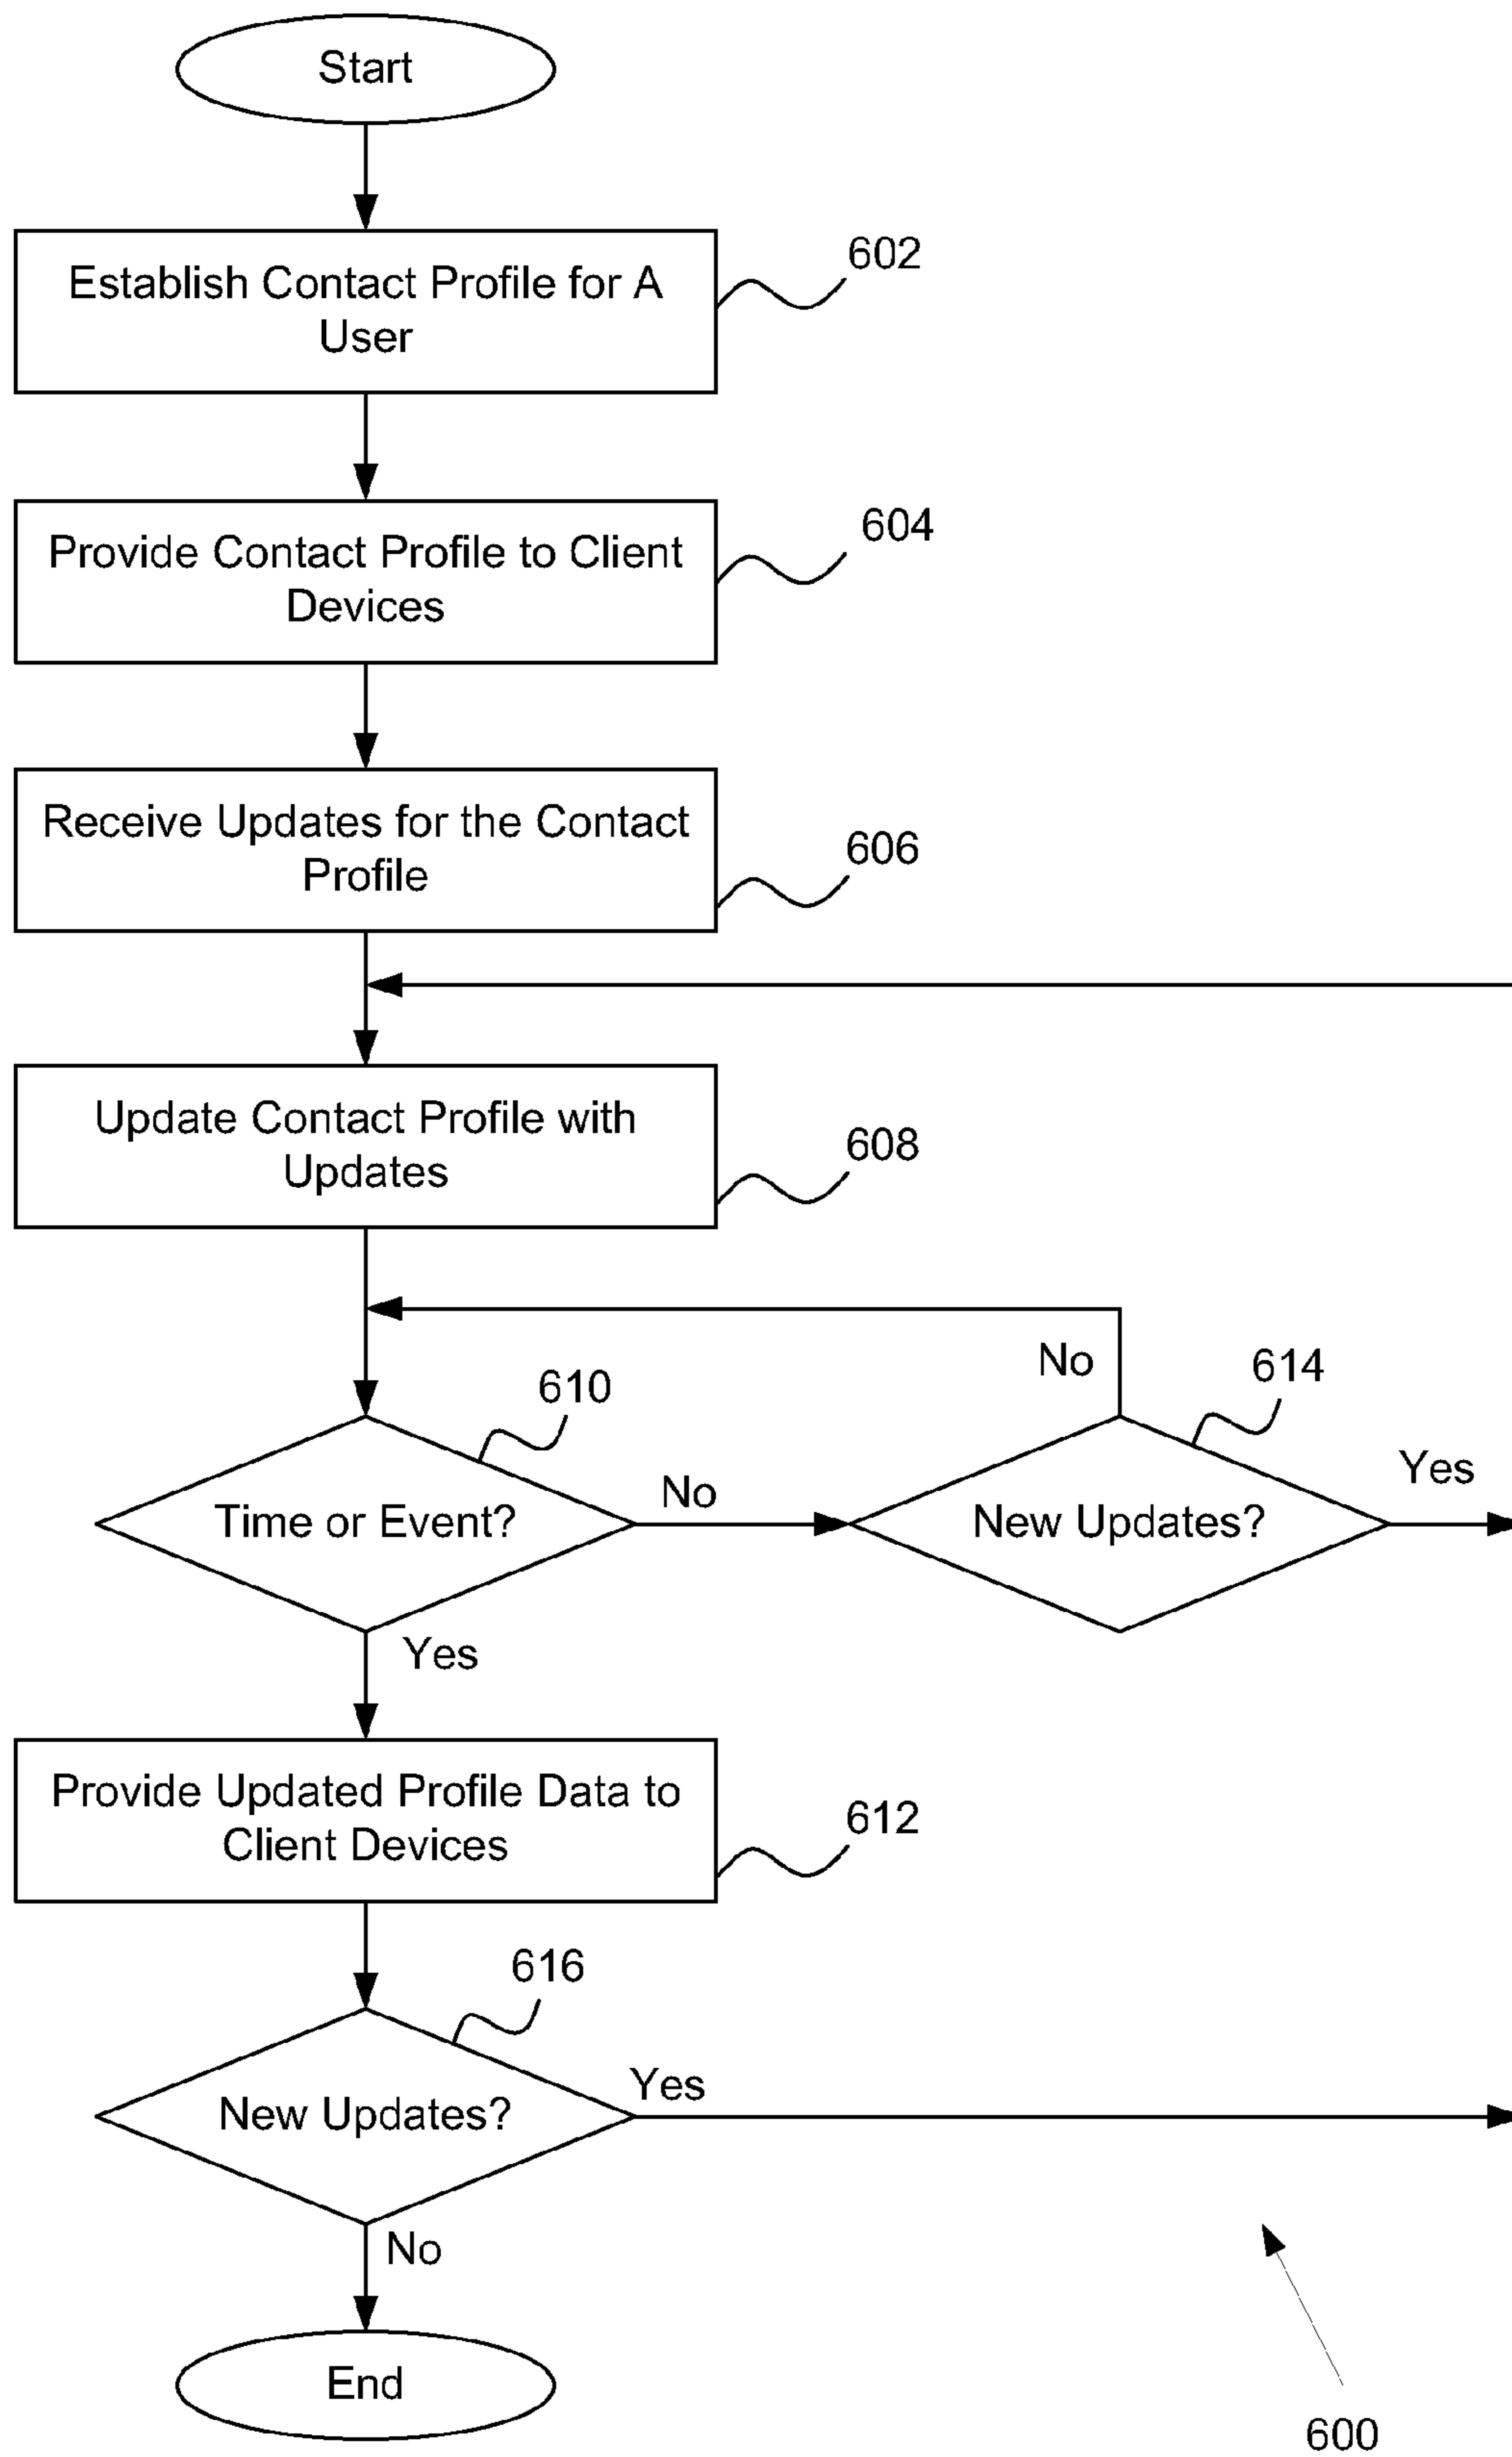 Start
Establish Contact Profile for A
User
602
Provide Contact Profile to Client
Devices
604
Receive Updates for the Contact
Profile
606
Update Contact Profile with
Updates
608
610
No
614
Time or Event?
No
New Updates?
Yes
Yes
Provide Updated Profile Data to
Client Devices
612
616
New Updates?
Yes
No
End
600